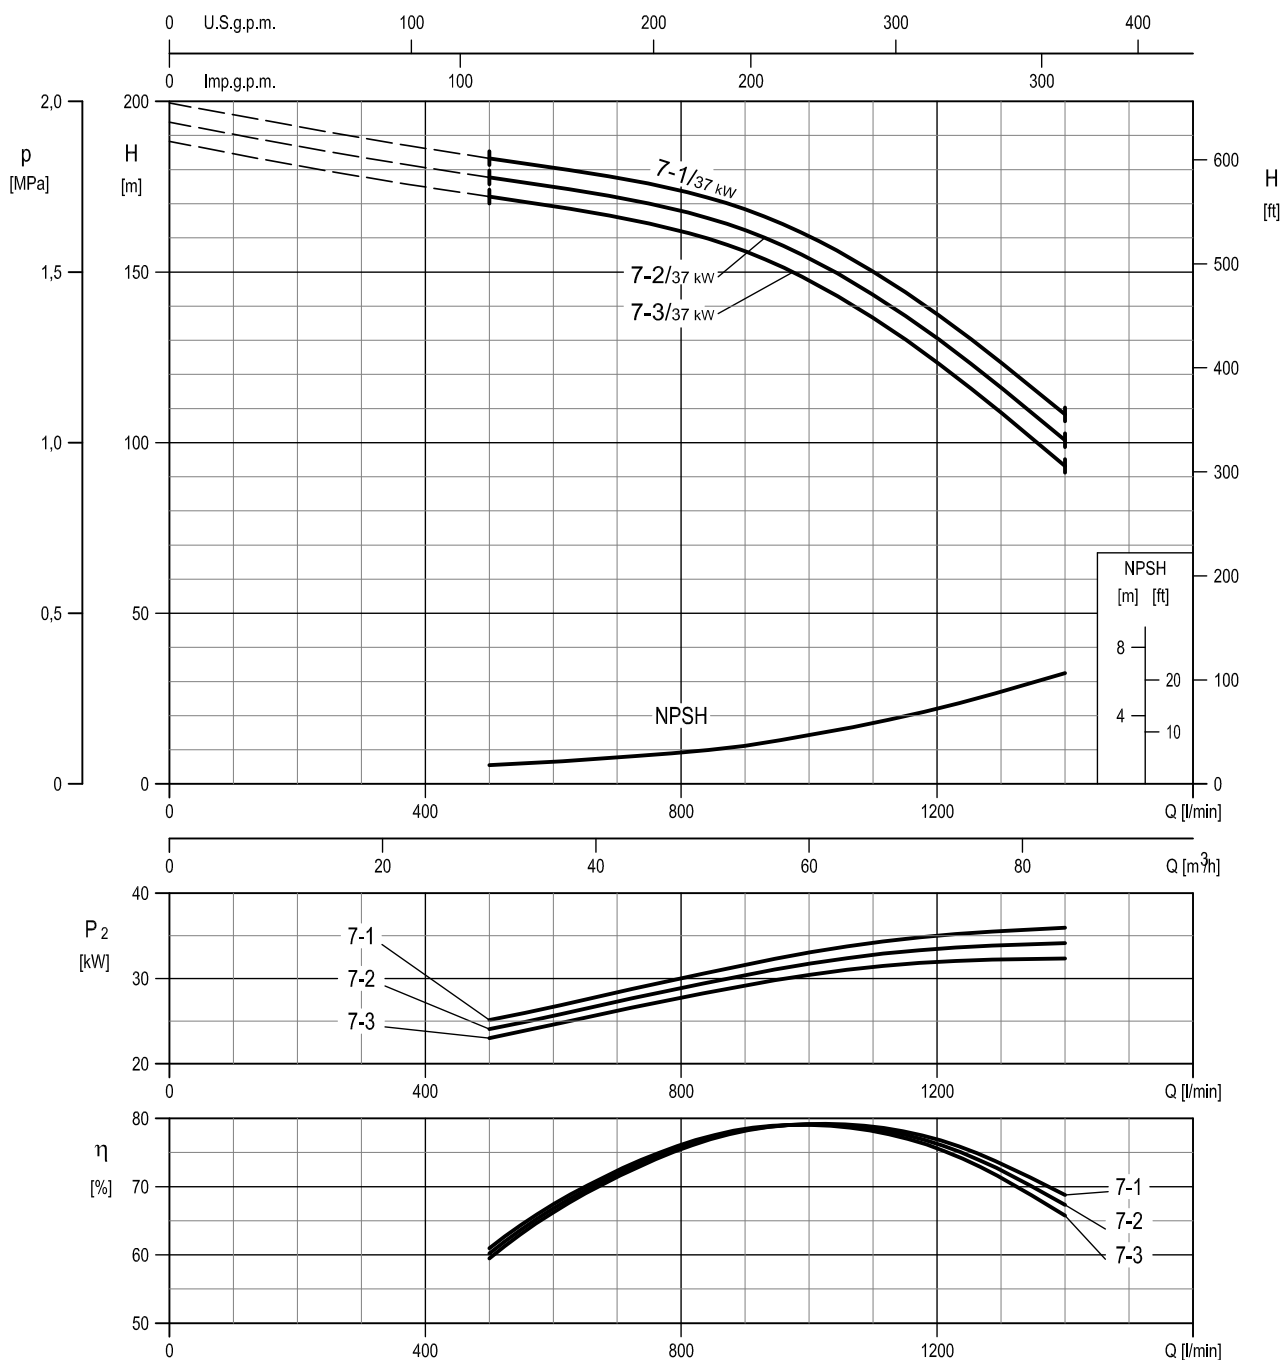 0 U.S.g.p.m. 100 200 300 400
0 Imp.g.p.m. 100 200 300
p
[MPa]
2,0
1,5
1,0
0,5
0
H
[m]
200
150
100
50
0
H
[ft]
600
500
400
300
200
100
0
7-1/37 kW
7-2/37 kW
7-3/37 kW
NPSH
NPSH
[m] [ft]
8
20
4
10
0 400 800 1200 Q [l/min]
0 20 40 60 80 Q [m³/h]
P2
[kW]
40
30
20
7-1
7-2
7-3
0 400 800 1200 Q [l/min]
η
[%]
80
70
60
50
7-1
7-2
7-3
0 400 800 1200 Q [l/min]